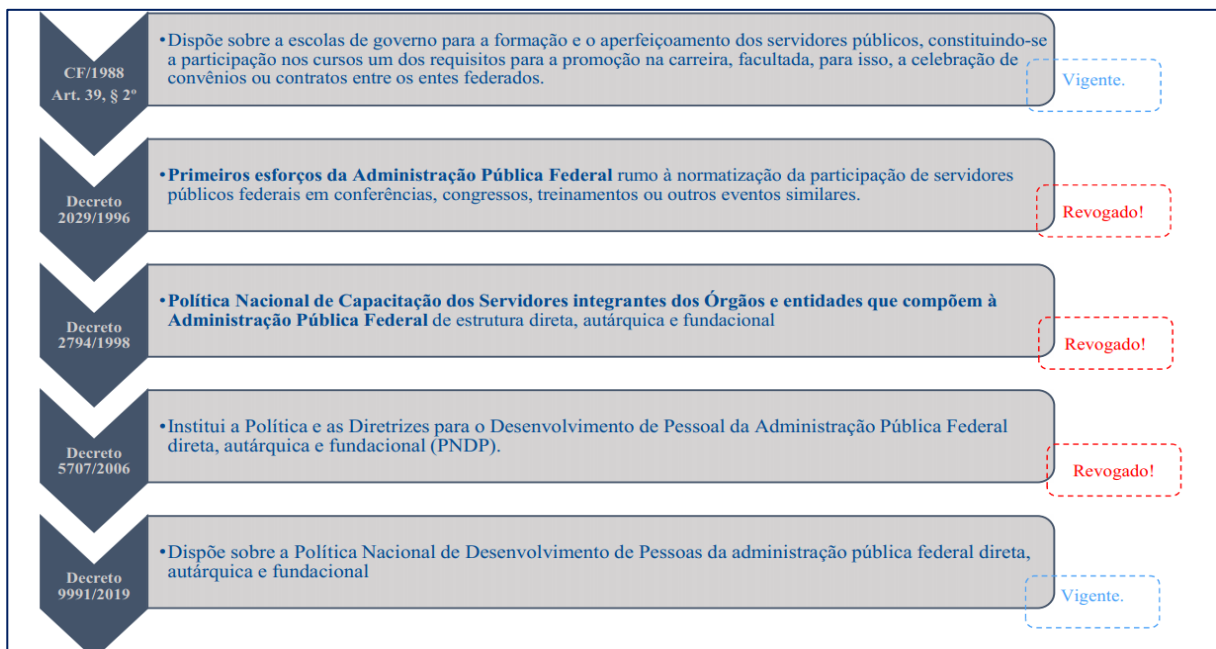 CF/1988
Art. 39, § 2º
•Dispõe sobre a escolas de governo para a formação e o aperfeiçoamento dos servidores públicos, constituindo-se
a participação nos cursos um dos requisitos para a promoção na carreira, facultada, para isso, a celebração de
convênios ou contratos entre os entes federados.
Vigente.
Decreto
2029/1996
•Primeiros esforços da Administração Pública Federal rumo à normatização da participação de servidores
públicos federais em conferências, congressos, treinamentos ou outros eventos similares.
Revogado!
Decreto
2794/1998
•Política Nacional de Capacitação dos Servidores integrantes dos Órgãos e entidades que compõem à
Administração Pública Federal de estrutura direta, autárquica e fundacional
Revogado!
Decreto
5707/2006
•Institui a Política e as Diretrizes para o Desenvolvimento de Pessoal da Administração Pública Federal
direta, autárquica e fundacional (PNDP).
Revogado!
Decreto
9991/2019
•Dispõe sobre a Política Nacional de Desenvolvimento de Pessoas da administração pública federal direta,
autárquica e fundacional
Vigente.